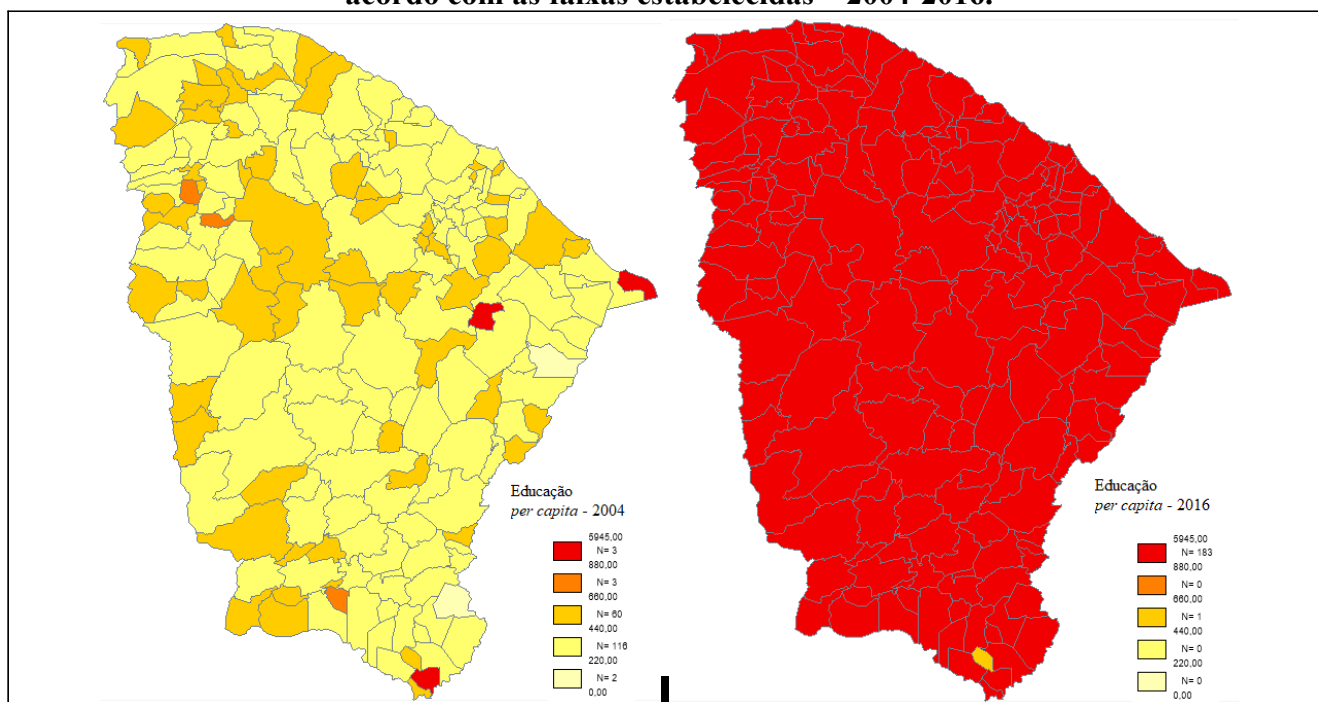 acordo com as faixas estabelecidas – 2004-2016.
Educação
per capita - 2004
5945,00
N= 3
880,00
N= 3
660,00
N= 60
440,00
N= 116
220,00
N= 2
0,00
Educação
per capita - 2016
5945,00
N= 183
880,00
N= 0
660,00
N= 1
440,00
N= 0
220,00
N= 0
0,00